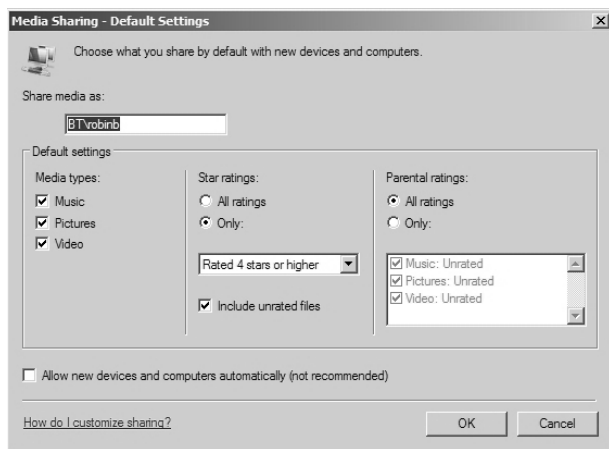 Media Sharing - Default Settings
Choose what you share by default with new devices and computers.
Share media as:
BT\robinb
Default settings
Media types:
Music
Pictures
Video
Star ratings:
All ratings
Only:
Rated 4 stars or higher
Include unrated files
Parental ratings:
All ratings
Only:
Music: Unrated
Pictures: Unrated
Video: Unrated
Allow new devices and computers automatically (not recommended)
How do I customize sharing?
OK
Cancel